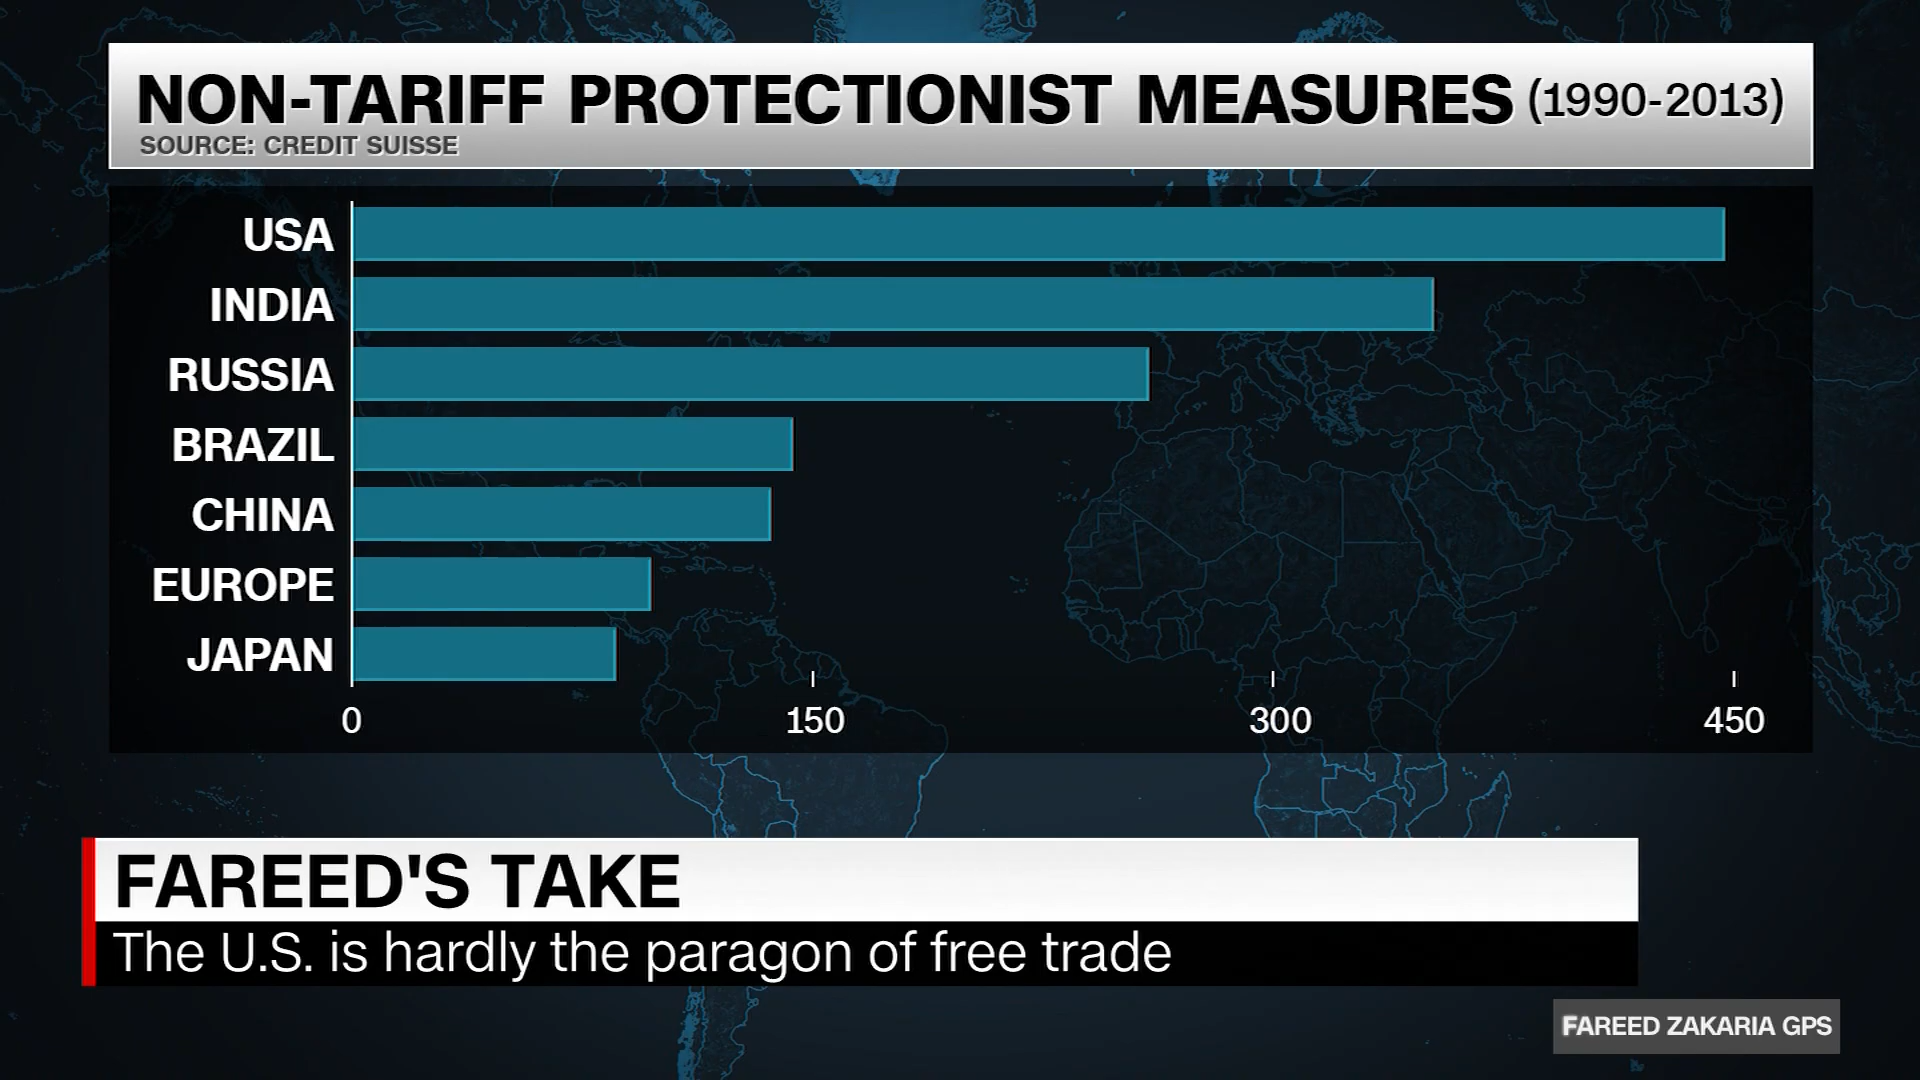 NON-TARIFF PROTECTIONIST MEASURES (1990-2013)
SOURCE: CREDIT SUISSE
USA
INDIA
RUSSIA
BRAZIL
CHINA
EUROPE
JAPAN
0 150 300 450
FAREED'S TAKE
The U.S. is hardly the paragon of free trade
FAREED ZAKARIA GPS